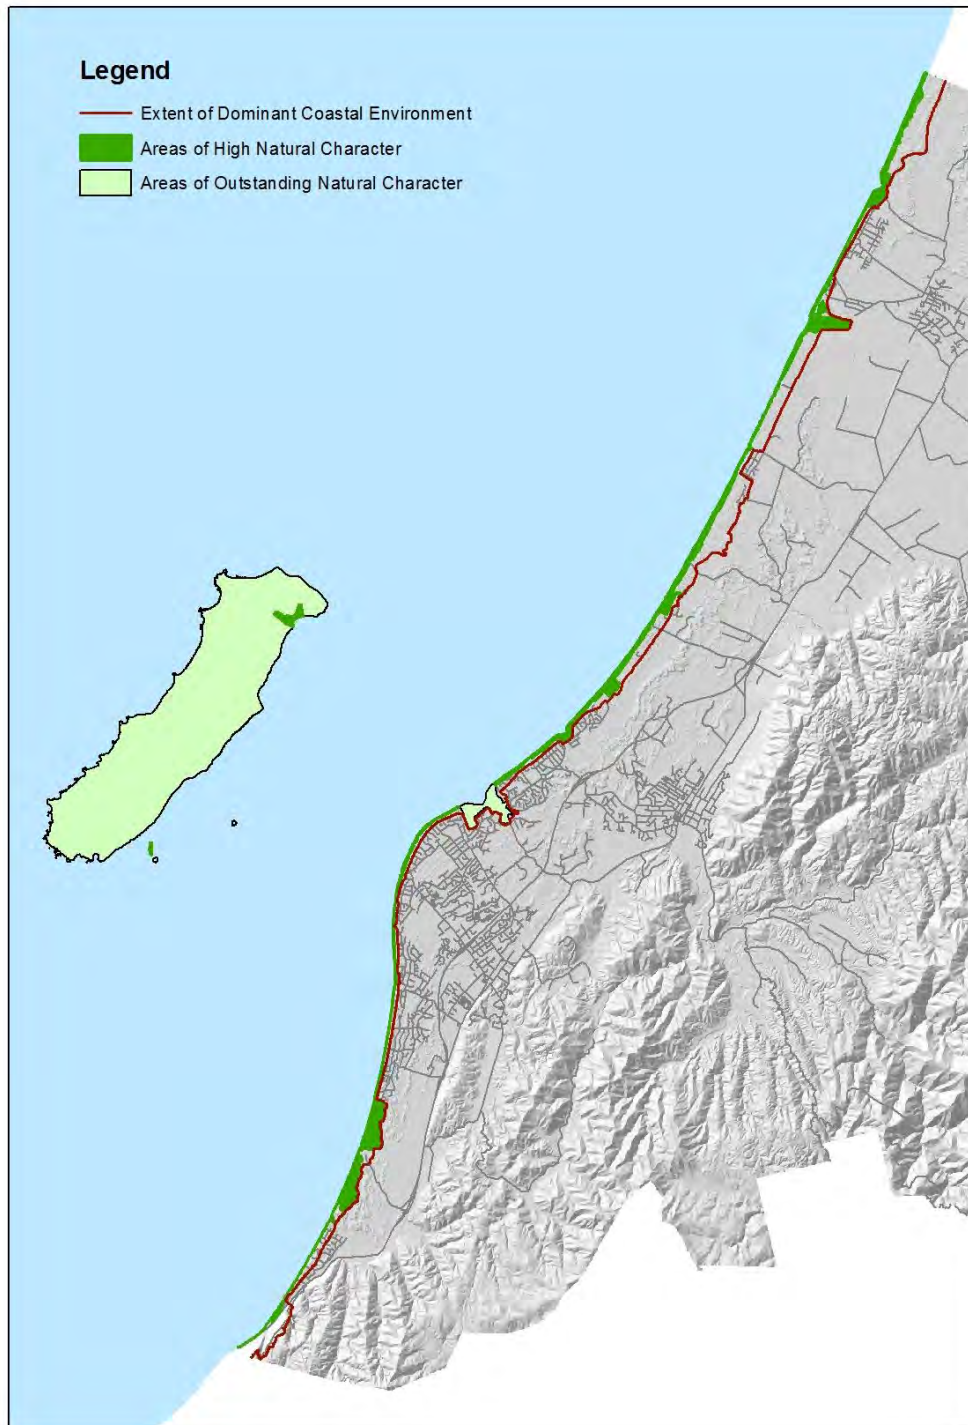 Legend
Extent of Dominant Coastal Environment
Areas of High Natural Character
Areas of Outstanding Natural Character